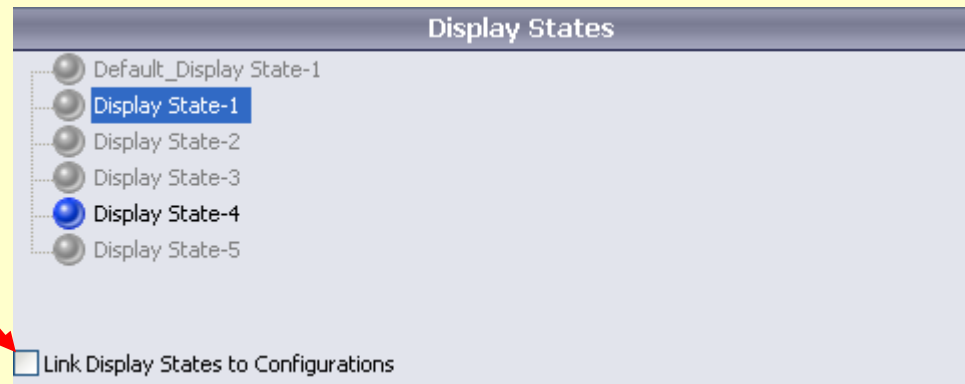 Display States
Default_Display State-1
Display State-1
Display State-2
Display State-3
Display State-4
Display State-5
Link Display States to Configurations